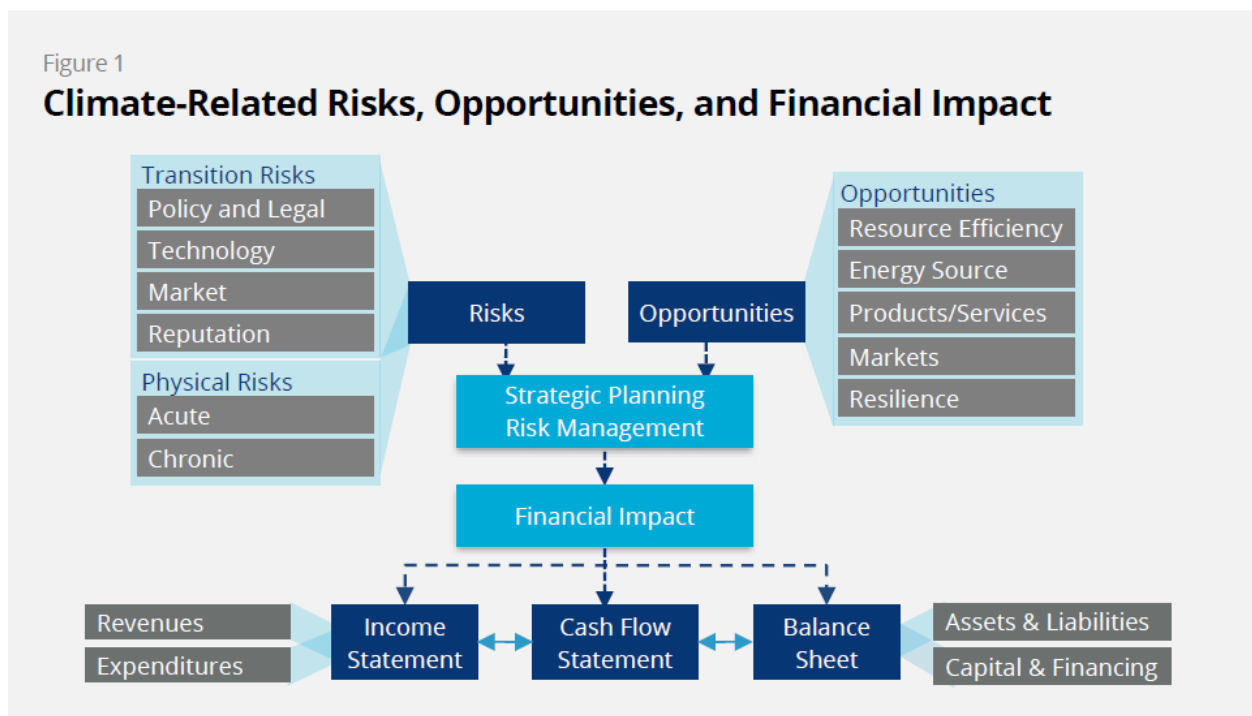 Figure 1
Climate-Related Risks, Opportunities, and Financial Impact
Transition Risks
Policy and Legal
Technology
Market
Reputation
Physical Risks
Acute
Chronic
Risks
Opportunities
Opportunities
Resource Efficiency
Energy Source
Products/Services
Markets
Resilience
Strategic Planning
Risk Management
Financial Impact
Revenues
Expenditures
Income
Statement
Cash Flow
Statement
Balance
Sheet
Assets & Liabilities
Capital & Financing